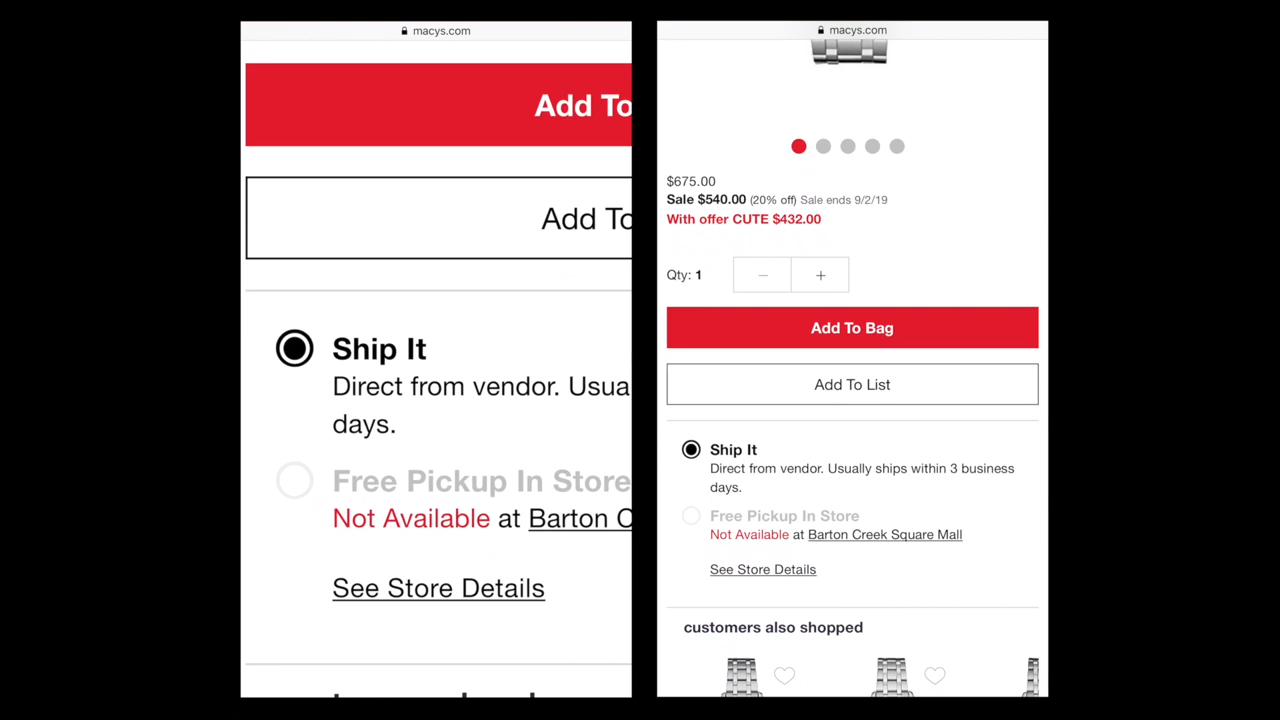 macys.com
Add To
Add To
Ship It
Direct from vendor. Usua
days.
Free Pickup In Store
Not Available at Barton C
See Store Details
macys.com
$675.00
Sale $540.00 (20% off) Sale ends 9/2/19
With offer CUTE $432.00
Qty: 1 − +
Add To Bag
Add To List
Ship It
Direct from vendor. Usually ships within 3 business
days.
Free Pickup In Store
Not Available at Barton Creek Square Mall
See Store Details
customers also shopped